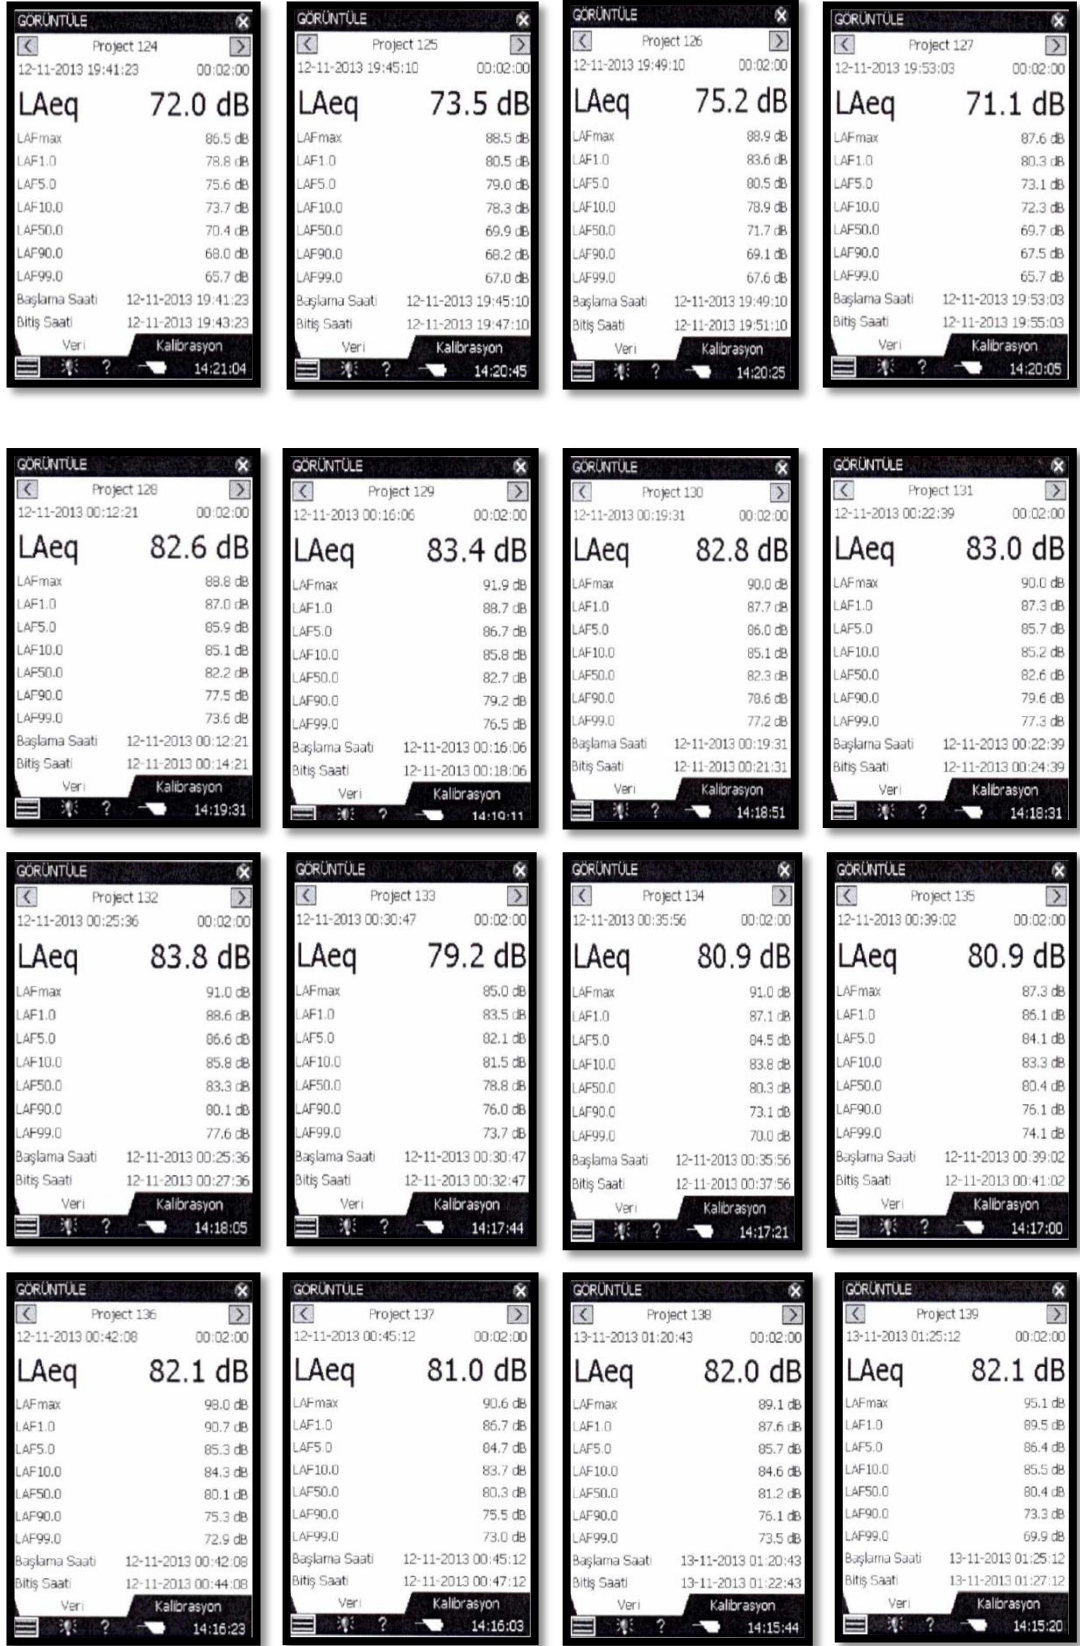 GÖRÜNTÜLE
Project 124
12-11-2013 19:41:23 00:02:00
LAeq 72.0 dB
LAFmax 86.5 dB
LAF1.0 78.8 dB
LAF5.0 75.6 dB
LAF10.0 73.7 dB
LAF50.0 70.4 dB
LAF90.0 68.0 dB
LAF99.0 65.7 dB
Başlama Saati 12-11-2013 19:41:23
Bitiş Saati 12-11-2013 19:43:23
Veri Kalibrasyon
? 14:21:04
GÖRÜNTÜLE
Project 125
12-11-2013 19:45:10 00:02:00
LAeq 73.5 dB
LAFmax 88.5 dB
LAF1.0 80.5 dB
LAF5.0 79.0 dB
LAF10.0 78.3 dB
LAF50.0 69.9 dB
LAF90.0 68.2 dB
LAF99.0 67.0 dB
Başlama Saati 12-11-2013 19:45:10
Bitiş Saati 12-11-2013 19:47:10
Veri Kalibrasyon
? 14:20:45
GÖRÜNTÜLE
Project 126
12-11-2013 19:49:10 00:02:00
LAeq 75.2 dB
LAFmax 88.9 dB
LAF1.0 83.6 dB
LAF5.0 80.5 dB
LAF10.0 78.9 dB
LAF50.0 71.7 dB
LAF90.0 69.1 dB
LAF99.0 67.6 dB
Başlama Saati 12-11-2013 19:49:10
Bitiş Saati 12-11-2013 19:51:10
Veri Kalibrasyon
? 14:20:25
GÖRÜNTÜLE
Project 127
12-11-2013 19:53:03 00:02:00
LAeq 71.1 dB
LAFmax 87.6 dB
LAF1.0 80.3 dB
LAF5.0 73.1 dB
LAF10.0 72.3 dB
LAF50.0 69.7 dB
LAF90.0 67.5 dB
LAF99.0 65.7 dB
Başlama Saati 12-11-2013 19:53:03
Bitiş Saati 12-11-2013 19:55:03
Veri Kalibrasyon
? 14:20:05
GÖRÜNTÜLE
Project 128
12-11-2013 00:12:21 00:02:00
LAeq 82.6 dB
LAFmax 88.8 dB
LAF1.0 87.0 dB
LAF5.0 85.9 dB
LAF10.0 85.1 dB
LAF50.0 82.2 dB
LAF90.0 77.5 dB
LAF99.0 73.6 dB
Başlama Saati 12-11-2013 00:12:21
Bitiş Saati 12-11-2013 00:14:21
Veri Kalibrasyon
? 14:19:31
GÖRÜNTÜLE
Project 129
12-11-2013 00:16:06 00:02:00
LAeq 83.4 dB
LAFmax 91.9 dB
LAF1.0 88.7 dB
LAF5.0 86.7 dB
LAF10.0 85.8 dB
LAF50.0 82.7 dB
LAF90.0 79.2 dB
LAF99.0 76.5 dB
Başlama Saati 12-11-2013 00:16:06
Bitiş Saati 12-11-2013 00:18:06
Veri Kalibrasyon
? 14:19:11
GÖRÜNTÜLE
Project 130
12-11-2013 00:19:31 00:02:00
LAeq 82.8 dB
LAFmax 90.0 dB
LAF1.0 87.7 dB
LAF5.0 86.0 dB
LAF10.0 85.1 dB
LAF50.0 82.3 dB
LAF90.0 78.6 dB
LAF99.0 77.2 dB
Başlama Saati 12-11-2013 00:19:31
Bitiş Saati 12-11-2013 00:21:31
Veri Kalibrasyon
? 14:18:51
GÖRÜNTÜLE
Project 131
12-11-2013 00:22:39 00:02:00
LAeq 83.0 dB
LAFmax 90.0 dB
LAF1.0 87.3 dB
LAF5.0 85.7 dB
LAF10.0 85.2 dB
LAF50.0 82.6 dB
LAF90.0 79.6 dB
LAF99.0 77.3 dB
Başlama Saati 12-11-2013 00:22:39
Bitiş Saati 12-11-2013 00:24:39
Veri Kalibrasyon
? 14:18:31
GÖRÜNTÜLE
Project 132
12-11-2013 00:25:36 00:02:00
LAeq 83.8 dB
LAFmax 91.0 dB
LAF1.0 88.6 dB
LAF5.0 86.6 dB
LAF10.0 85.8 dB
LAF50.0 83.3 dB
LAF90.0 80.1 dB
LAF99.0 77.6 dB
Başlama Saati 12-11-2013 00:25:36
Bitiş Saati 12-11-2013 00:27:36
Veri Kalibrasyon
? 14:18:05
GÖRÜNTÜLE
Project 133
12-11-2013 00:30:47 00:02:00
LAeq 79.2 dB
LAFmax 85.0 dB
LAF1.0 83.5 dB
LAF5.0 82.1 dB
LAF10.0 81.5 dB
LAF50.0 78.8 dB
LAF90.0 76.0 dB
LAF99.0 73.7 dB
Başlama Saati 12-11-2013 00:30:47
Bitiş Saati 12-11-2013 00:32:47
Veri Kalibrasyon
? 14:17:44
GÖRÜNTÜLE
Project 134
12-11-2013 00:35:56 00:02:00
LAeq 80.9 dB
LAFmax 91.0 dB
LAF1.0 87.1 dB
LAF5.0 84.5 dB
LAF10.0 83.8 dB
LAF50.0 80.3 dB
LAF90.0 73.1 dB
LAF99.0 70.0 dB
Başlama Saati 12-11-2013 00:35:56
Bitiş Saati 12-11-2013 00:37:56
Veri Kalibrasyon
? 14:17:21
GÖRÜNTÜLE
Project 135
12-11-2013 00:39:02 00:02:00
LAeq 80.9 dB
LAFmax 87.3 dB
LAF1.0 86.1 dB
LAF5.0 84.1 dB
LAF10.0 83.3 dB
LAF50.0 80.4 dB
LAF90.0 76.1 dB
LAF99.0 74.1 dB
Başlama Saati 12-11-2013 00:39:02
Bitiş Saati 12-11-2013 00:41:02
Veri Kalibrasyon
? 14:17:00
GÖRÜNTÜLE
Project 136
12-11-2013 00:42:08 00:02:00
LAeq 82.1 dB
LAFmax 98.0 dB
LAF1.0 90.7 dB
LAF5.0 85.3 dB
LAF10.0 84.3 dB
LAF50.0 80.1 dB
LAF90.0 75.3 dB
LAF99.0 72.9 dB
Başlama Saati 12-11-2013 00:42:08
Bitiş Saati 12-11-2013 00:44:08
Veri Kalibrasyon
? 14:16:23
GÖRÜNTÜLE
Project 137
12-11-2013 00:45:12 00:02:00
LAeq 81.0 dB
LAFmax 90.6 dB
LAF1.0 86.7 dB
LAF5.0 84.7 dB
LAF10.0 83.7 dB
LAF50.0 80.3 dB
LAF90.0 75.5 dB
LAF99.0 73.0 dB
Başlama Saati 12-11-2013 00:45:12
Bitiş Saati 12-11-2013 00:47:12
Veri Kalibrasyon
? 14:16:03
GÖRÜNTÜLE
Project 138
13-11-2013 01:20:43 00:02:00
LAeq 82.0 dB
LAFmax 89.1 dB
LAF1.0 87.6 dB
LAF5.0 85.7 dB
LAF10.0 84.6 dB
LAF50.0 81.2 dB
LAF90.0 76.1 dB
LAF99.0 73.5 dB
Başlama Saati 13-11-2013 01:20:43
Bitiş Saati 13-11-2013 01:22:43
Veri Kalibrasyon
? 14:15:44
GÖRÜNTÜLE
Project 139
13-11-2013 01:25:12 00:02:00
LAeq 82.1 dB
LAFmax 95.1 dB
LAF1.0 89.5 dB
LAF5.0 86.4 dB
LAF10.0 85.5 dB
LAF50.0 80.4 dB
LAF90.0 73.3 dB
LAF99.0 69.9 dB
Başlama Saati 13-11-2013 01:25:12
Bitiş Saati 13-11-2013 01:27:12
Veri Kalibrasyon
? 14:15:20